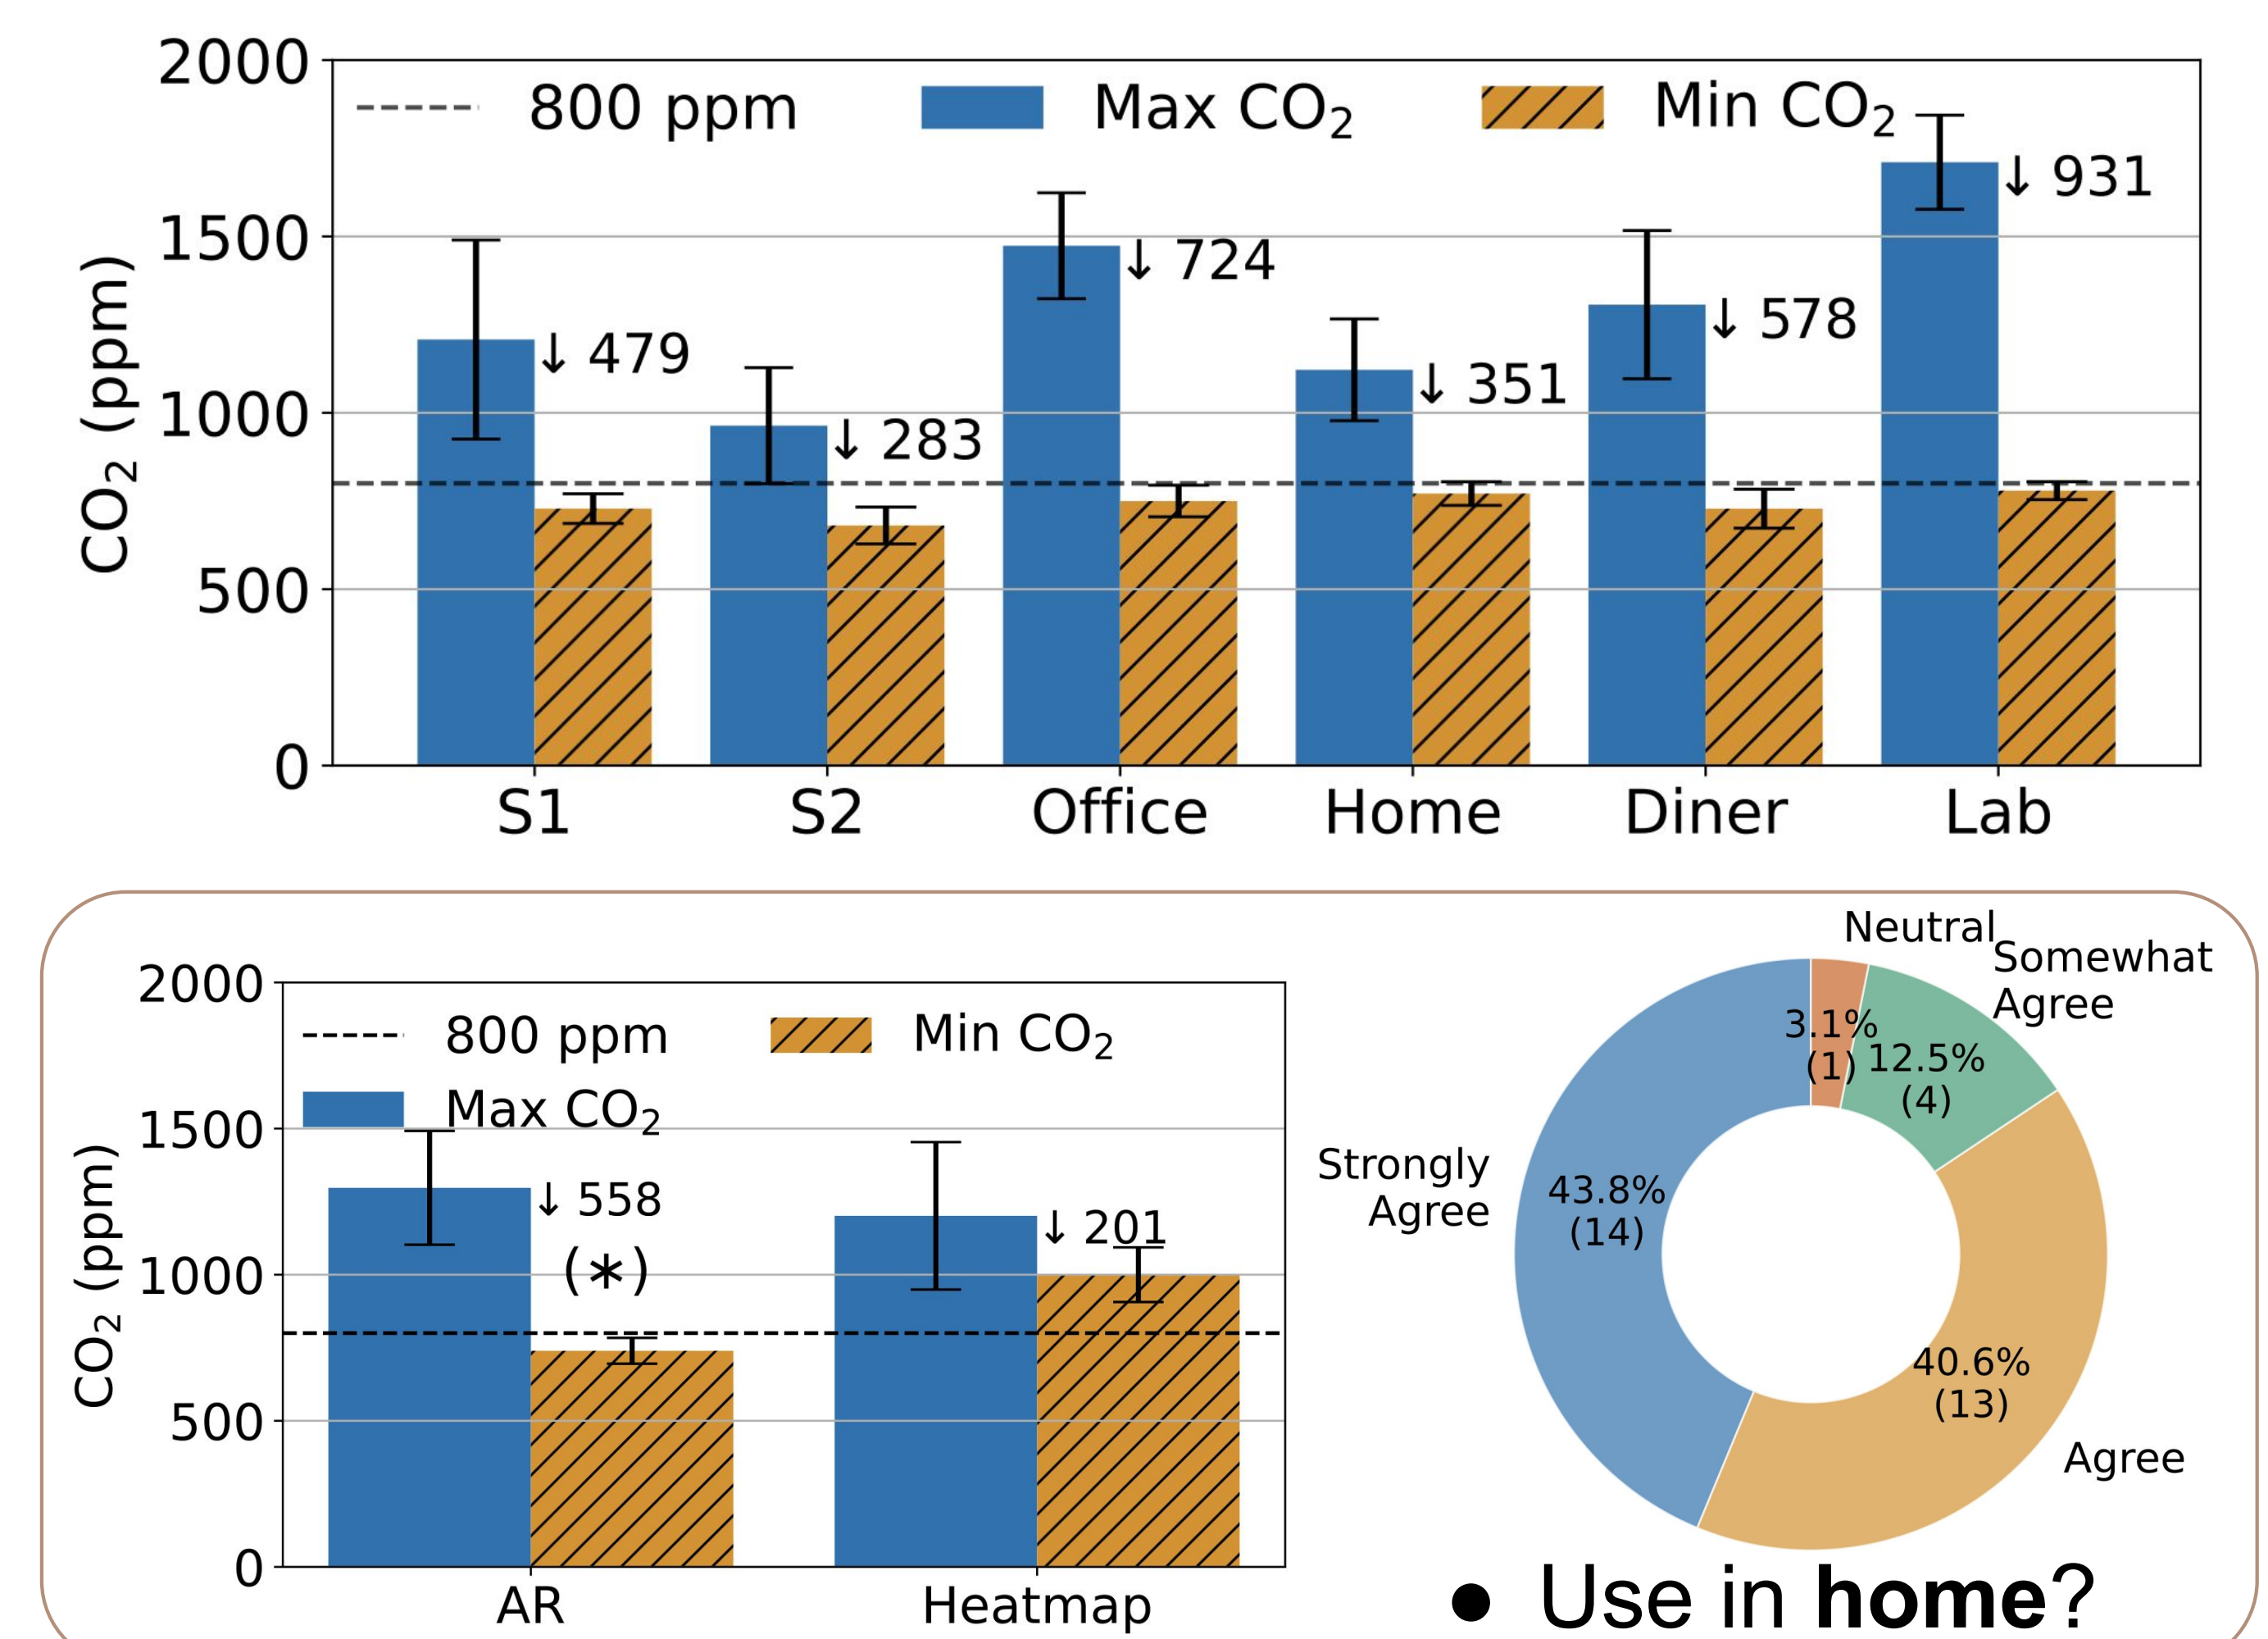 2000
1500
1000
500
0
CO₂ (ppm)
800 ppm
Max CO₂
Min CO₂
↓ 479
↓ 283
↓ 724
↓ 351
↓ 578
↓ 931
S1
S2
Office
Home
Diner
Lab
2000
1500
1000
500
0
CO₂ (ppm)
800 ppm
Min CO₂
Max CO₂
↓ 558
(*)
↓ 201
AR
Heatmap
Neutral
Somewhat
Agree
3.1%
(1)
12.5%
(4)
Strongly
Agree
43.8%
(14)
40.6%
(13)
Agree
● Use in home?